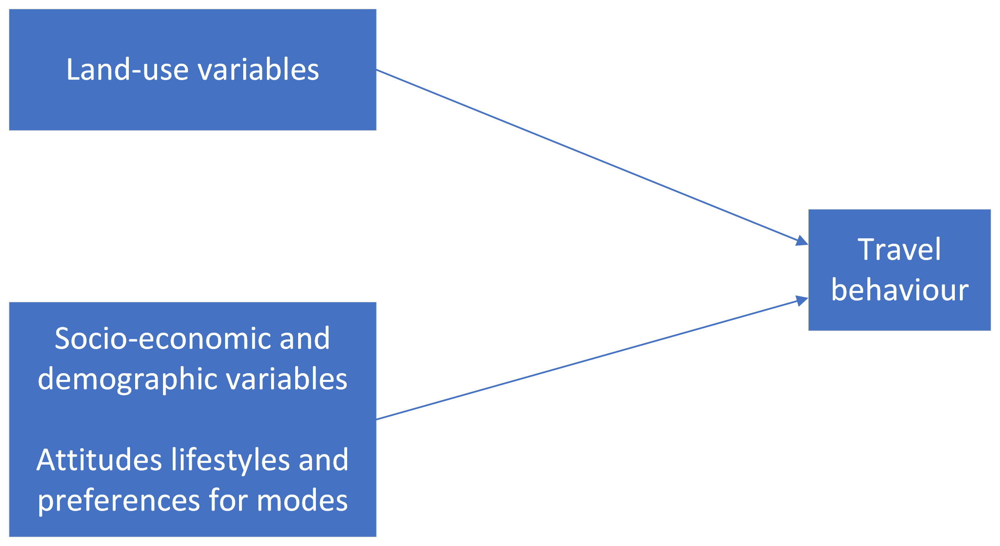 Land-use variables
Travel
behaviour
Socio-economic and
demographic variables
Attitudes lifestyles and
preferences for modes